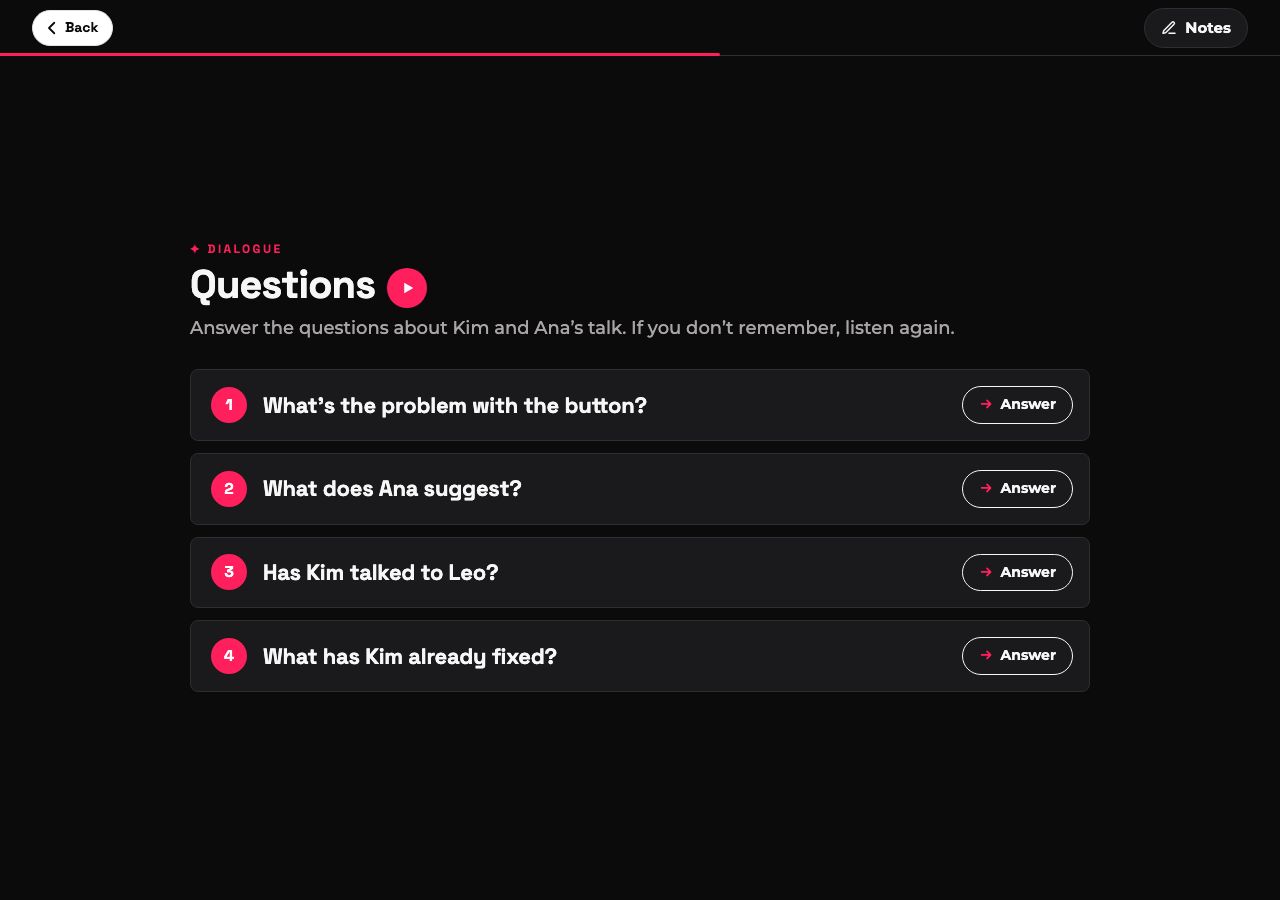 Back
Notes
DIALOGUE
Questions
Answer the questions about Kim and Ana’s talk. If you don’t remember, listen again.
1 What’s the problem with the button? → Answer
2 What does Ana suggest? → Answer
3 Has Kim talked to Leo? → Answer
4 What has Kim already fixed? → Answer